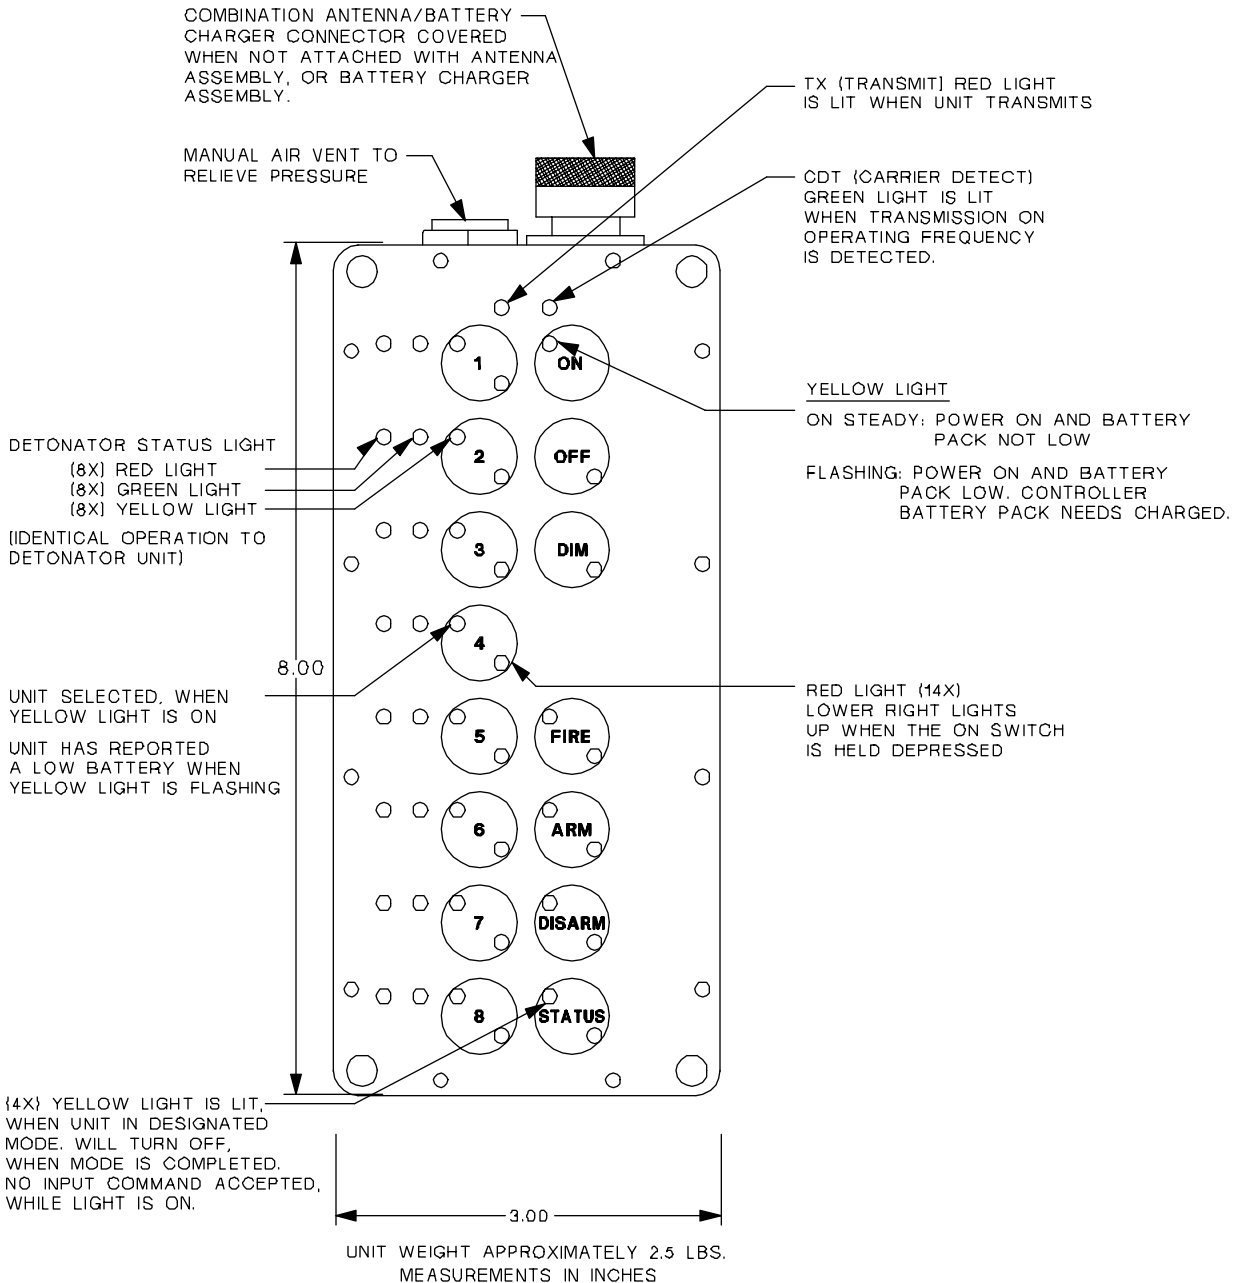 COMBINATION ANTENNA/BATTERY
CHARGER CONNECTOR COVERED
WHEN NOT ATTACHED WITH ANTENNA
ASSEMBLY, OR BATTERY CHARGER
ASSEMBLY.
TX (TRANSMIT] RED LIGHT
IS LIT WHEN UNIT TRANSMITS
MANUAL AIR VENT TO
RELIEVE PRESSURE
CDT (CARRIER DETECT)
GREEN LIGHT IS LIT
WHEN TRANSMISSION ON
OPERATING FREQUENCY
IS DETECTED.
1
ON
YELLOW LIGHT
ON STEADY: POWER ON AND BATTERY
PACK NOT LOW
FLASHING: POWER ON AND BATTERY
PACK LOW. CONTROLLER
BATTERY PACK NEEDS CHARGED.
DETONATOR STATUS LIGHT
(8X) RED LIGHT
(8X) GREEN LIGHT
(8X) YELLOW LIGHT
(IDENTICAL OPERATION TO
DETONATOR UNIT)
2
OFF
3
DIM
4
8.00
UNIT SELECTED, WHEN
YELLOW LIGHT IS ON
UNIT HAS REPORTED
A LOW BATTERY WHEN
YELLOW LIGHT IS FLASHING
RED LIGHT (14X)
LOWER RIGHT LIGHTS
UP WHEN THE ON SWITCH
IS HELD DEPRESSED
5
FIRE
6
ARM
7
DISARM
8
STATUS
(4X) YELLOW LIGHT IS LIT,
WHEN UNIT IN DESIGNATED
MODE. WILL TURN OFF,
WHEN MODE IS COMPLETED.
NO INPUT COMMAND ACCEPTED,
WHILE LIGHT IS ON.
3.00
UNIT WEIGHT APPROXIMATELY 2.5 LBS.
MEASUREMENTS IN INCHES